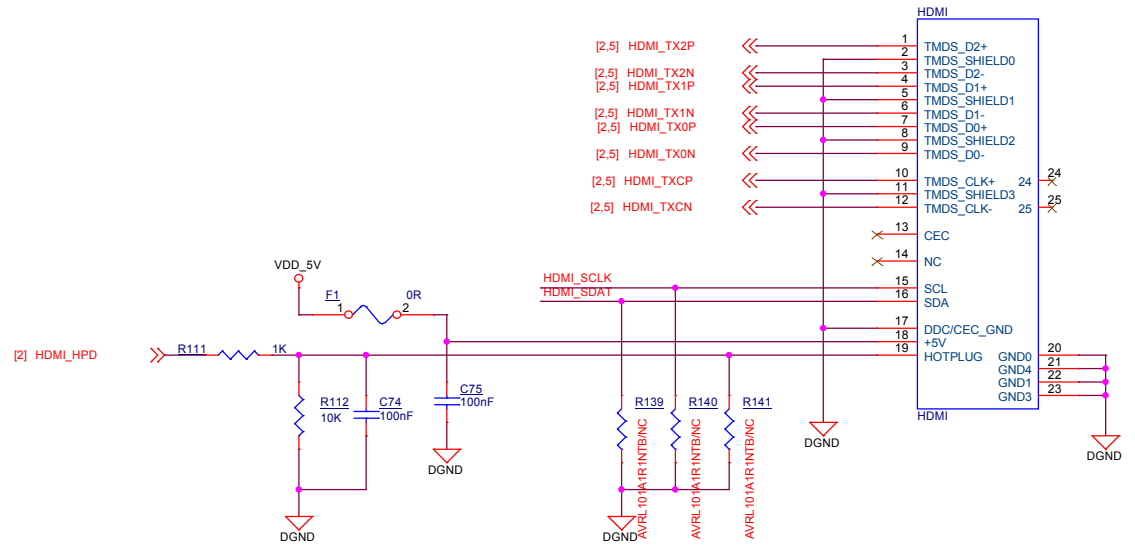 HDMI
[2,5] HDMI_TX2P 1 TMDS_D2+
2 TMDS_SHIELD0
[2,5] HDMI_TX2N 3 TMDS_D2-
[2,5] HDMI_TX1P 4 TMDS_D1+
5 TMDS_SHIELD1
[2,5] HDMI_TX1N 6 TMDS_D1-
[2,5] HDMI_TX0P 7 TMDS_D0+
8 TMDS_SHIELD2
[2,5] HDMI_TX0N 9 TMDS_D0-
[2,5] HDMI_TXCP 10 TMDS_CLK+ 24 24
11 TMDS_SHIELD3
[2,5] HDMI_TXCN 12 TMDS_CLK- 25 25
13 CEC
14 NC
VDD_5V
HDMI_SCLK 15 SCL
HDMI_SDAT 16 SDA
F1 0R
1 2
17 DDC/CEC_GND
18 +5V
[2] HDMI_HPD R111 1K 19 HOTPLUG GND0 20
GND4 21
GND1 22
GND3 23
HDMI
R112 10K
C74 100nF
C75 100nF
R139 AVRL101A1R1NTB/NC
R140 AVRL101A1R1NTB/NC
R141 AVRL101A1R1NTB/NC
DGND
DGND
DGND
DGND
DGND